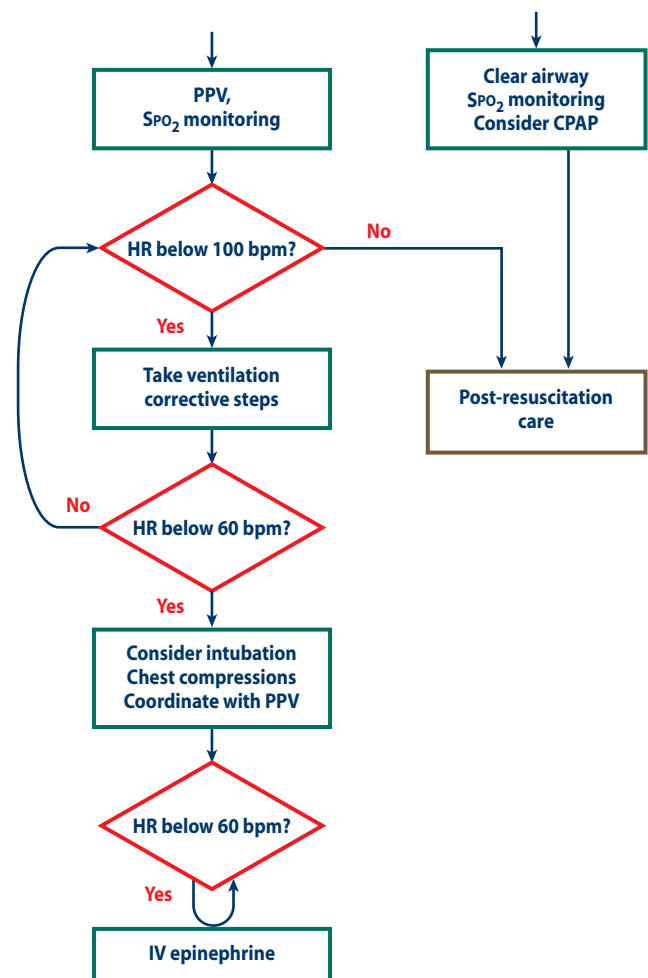 PPV,
SPO2 monitoring
Clear airway
SPO2 monitoring
Consider CPAP
HR below 100 bpm?
No
Yes
Take ventilation
corrective steps
Post-resuscitation
care
No
HR below 60 bpm?
Yes
Consider intubation
Chest compressions
Coordinate with PPV
HR below 60 bpm?
Yes
IV epinephrine